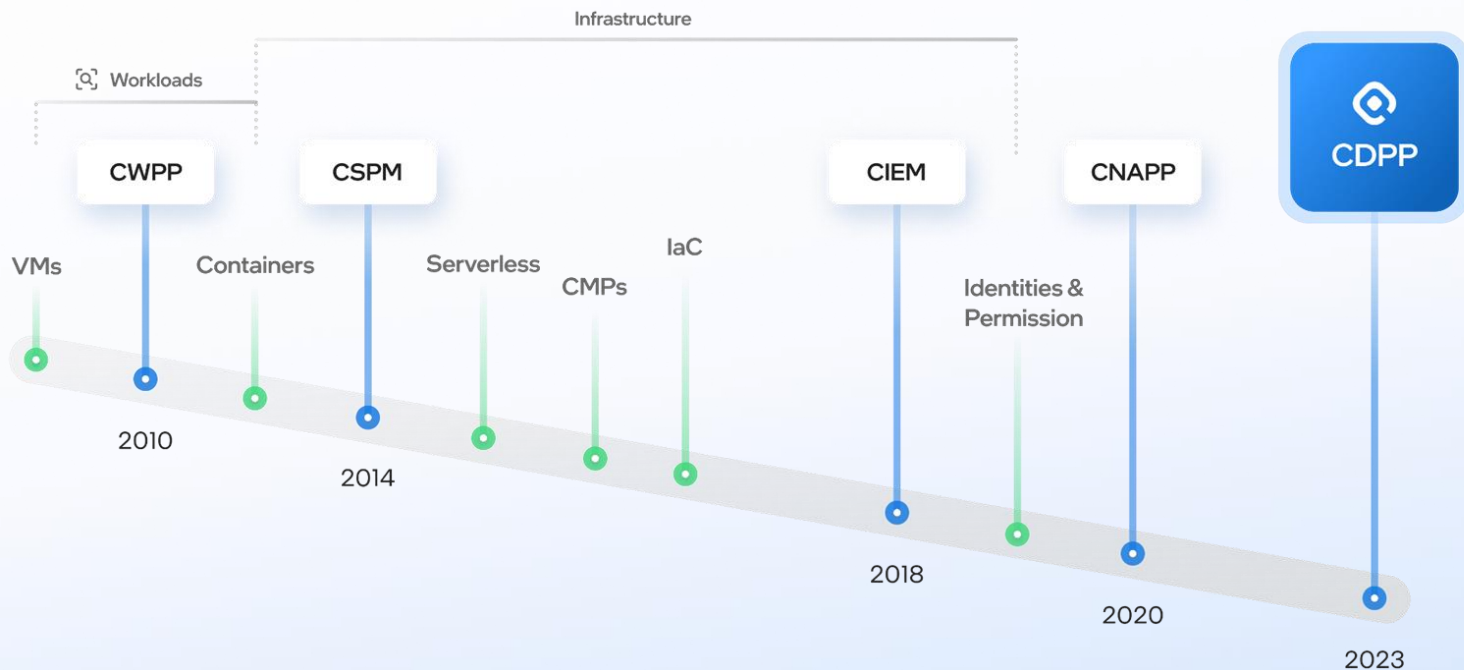 Infrastructure
Workloads
CWPP
CSPM
CIEM
CNAPP
CDPP
VMs
Containers
Serverless
CMPs
IaC
Identities &
Permission
2010
2014
2018
2020
2023